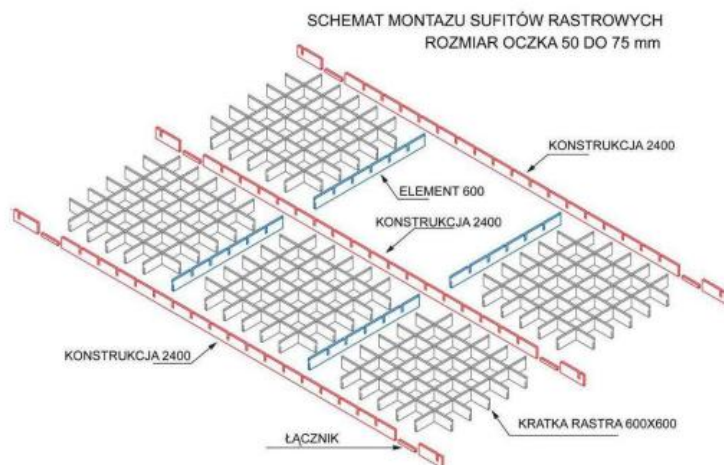 SCHEMAT MONTAZU SUFITÓW RASTROWYCH
ROZMIAR OCZKA 50 DO 75 mm
KONSTRUKCJA 2400
ELEMENT 600
KONSTRUKCJA 2400
KONSTRUKCJA 2400
KRATKA RASTRA 600X600
ŁĄCZNIK